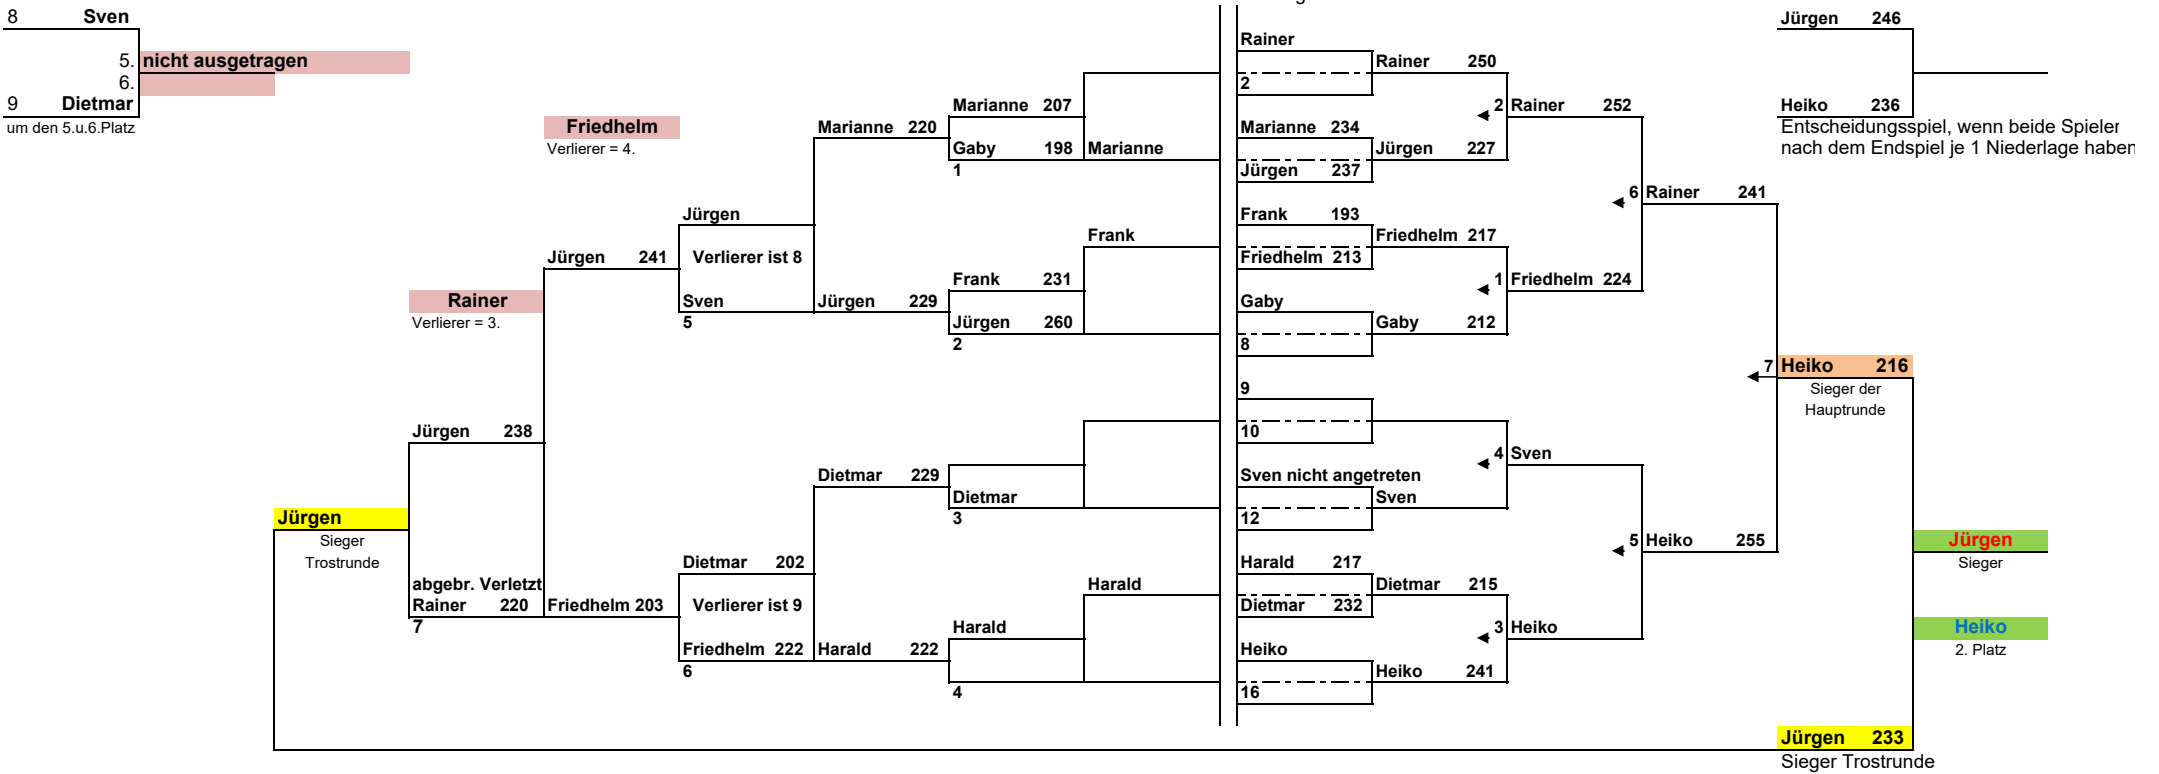 8 Sven
5. nicht ausgetragen
6.
9 Dietmar
um den 5.u.6.Platz
Friedhelm
Verlierer = 4.
Rainer
Verlierer = 3.
Jürgen 238
Jürgen
Sieger
Trostrunde
abgebr. Verletzt
Rainer 220
7
Jürgen 241
Friedhelm 203
Jürgen
Verlierer ist 8
Sven
5
Dietmar 202
Verlierer ist 9
Friedhelm 222
6
Marianne 220
Jürgen 229
Dietmar 229
Harald 222
Marianne 207
Gaby 198
1
Frank 231
Jürgen 260
2
Dietmar
3
Harald
4
Marianne
Frank
Harald
Rainer
2
Marianne 234
Jürgen 237
Frank 193
Friedhelm 213
Gaby
8
9
10
Sven nicht angetreten
12
Harald 217
Dietmar 232
Heiko
16
Rainer 250
Jürgen 227
Friedhelm 217
Gaby 212
Sven
Dietmar 215
Heiko 241
2 Rainer 252
1 Friedhelm 224
4 Sven
3 Heiko
6 Rainer 241
5 Heiko 255
Jürgen 246
Heiko 236
Entscheidungsspiel, wenn beide Spieler
nach dem Endspiel je 1 Niederlage haben
7 Heiko 216
Sieger der
Hauptrunde
Jürgen
Sieger
Heiko
2. Platz
Jürgen 233
Sieger Trostrunde